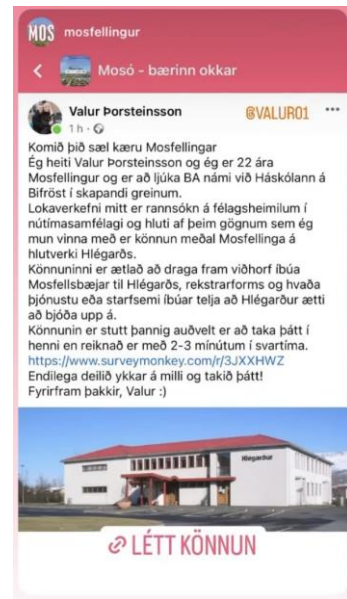 MOS mosfellingur
Mosó - bærinn okkar
Valur Þorsteinsson @VALUR01
1 h
Komið þið sæl kæru Mosfellingar
Ég heiti Valur Þorsteinsson og ég er 22 ára
Mosfellingur og er að ljúka BA námi við Háskólann á
Bifröst í skapandi greinum.
Lokaverkefni mitt er rannsókn á félagsheimilum í
nútímasamfélagi og hluti af þeim gögnum sem ég
mun vinna með er könnun meðal Mosfellinga á
hlutverki Hlégarðs.
Könnuninni er ætlað að draga fram viðhorf íbúa
Mosfellsbæjar til Hlégarðs, rekstrarforms og hvaða
þjónustu eða starfsemi íbúar telja að Hlégarður ætti
að bjóða upp á.
Könnunin er stutt þannig auðvelt er að taka þátt í
henni en reiknað er með 2-3 mínútum í svartíma.
https://www.surveymonkey.com/r/3JXXHWZ
Endilega deilið ykkar á milli og takið þátt!
Fyrirfram þakkir, Valur :)
Hlégarður
LÉTT KÖNNUN